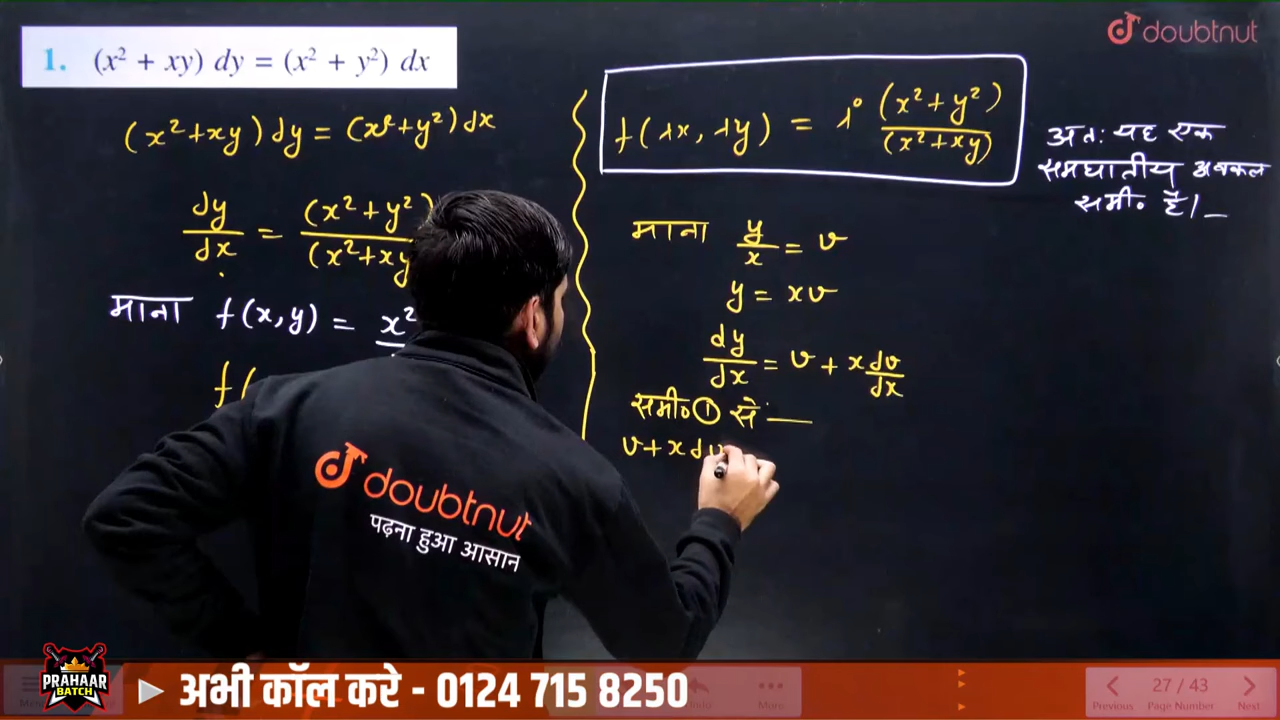 doubtnut
1. (x² + xy) dy = (x² + y²) dx
(x²+xy) dy = (x²+y²) dx
dy/dx = (x²+y²)/(x²+xy
माना f(x,y) = x²
f(
f(λx, λy) = λ° (x²+y²)/(x²+xy)
अतः यह एक
समघातीय अवकल
समी० है।
माना y/x = v
y = xv
dy/dx = v + x dv/dx
समी० ① से —
v + x dv
doubtnut
पढ़ना हुआ आसान
PRAHAAR
BATCH
अभी कॉल करे - 0124 715 8250
More
27 / 43
Previous Page Number Next